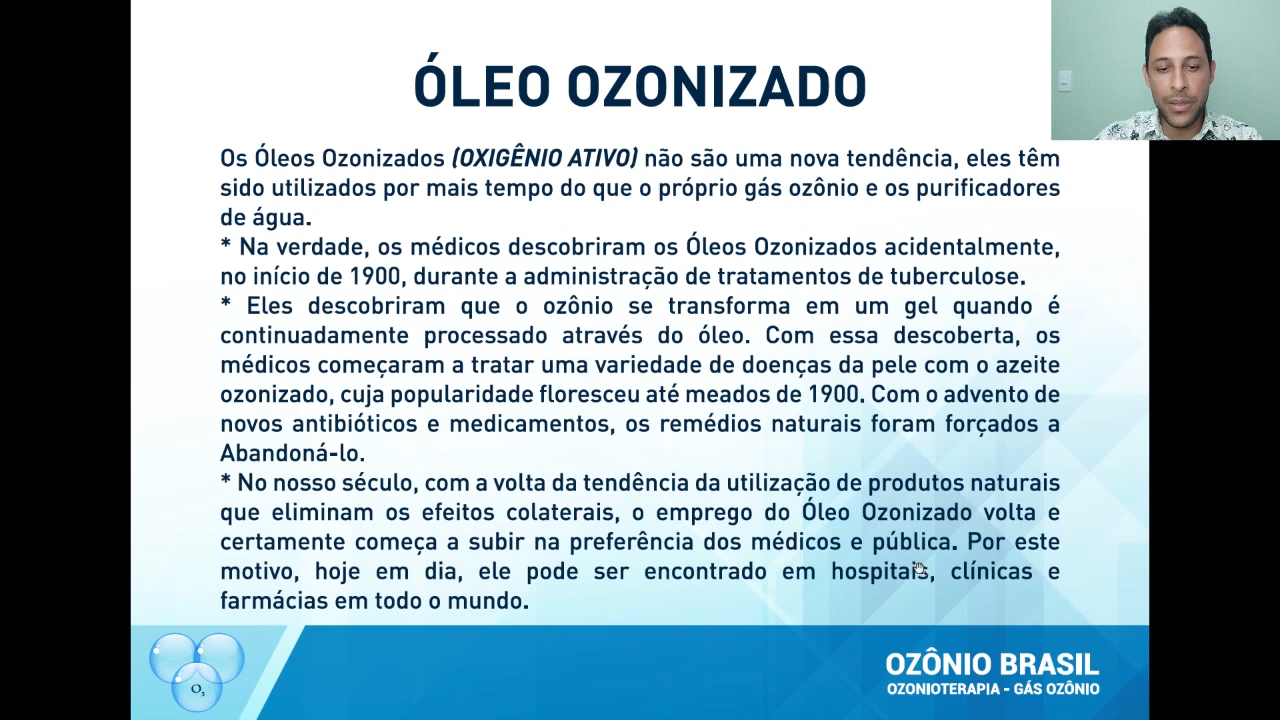 ÓLEO OZONIZADO
Os Óleos Ozonizados (OXIGÊNIO ATIVO) não são uma nova tendência, eles têm
sido utilizados por mais tempo do que o próprio gás ozônio e os purificadores
de água.
* Na verdade, os médicos descobriram os Óleos Ozonizados acidentalmente,
no início de 1900, durante a administração de tratamentos de tuberculose.
* Eles descobriram que o ozônio se transforma em um gel quando é
continuadamente processado através do óleo. Com essa descoberta, os
médicos começaram a tratar uma variedade de doenças da pele com o azeite
ozonizado, cuja popularidade floresceu até meados de 1900. Com o advento de
novos antibióticos e medicamentos, os remédios naturais foram forçados a
Abandoná-lo.
* No nosso século, com a volta da tendência da utilização de produtos naturais
que eliminam os efeitos colaterais, o emprego do Óleo Ozonizado volta e
certamente começa a subir na preferência dos médicos e pública. Por este
motivo, hoje em dia, ele pode ser encontrado em hospitais, clínicas e
farmácias em todo o mundo.
O₃
OZÔNIO BRASIL
OZONIOTERAPIA - GÁS OZÔNIO